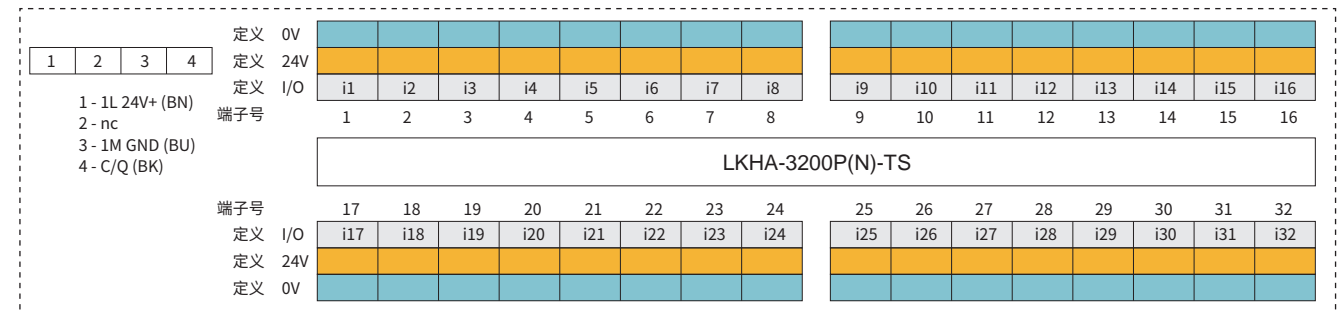 定义 0V
1 2 3 4 定义 24V
定义 I/O i1 i2 i3 i4 i5 i6 i7 i8 i9 i10 i11 i12 i13 i14 i15 i16
1 - 1L 24V+ (BN)
端子号 1 2 3 4 5 6 7 8 9 10 11 12 13 14 15 16
2 - nc
3 - 1M GND (BU)
4 - C/Q (BK)
LKHA-3200P(N)-TS
端子号 17 18 19 20 21 22 23 24 25 26 27 28 29 30 31 32
定义 I/O i17 i18 i19 i20 i21 i22 i23 i24 i25 i26 i27 i28 i29 i30 i31 i32
定义 24V
定义 0V